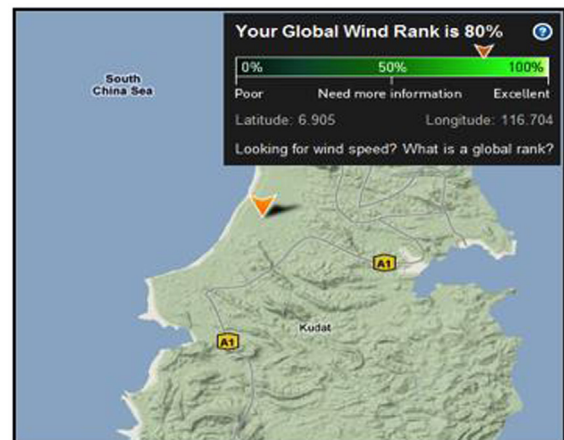 Your Global Wind Rank is 80% ?
0% 50% 100%
Poor Need more information Excellent
Latitude: 6.905 Longitude: 116.704
Looking for wind speed? What is a global rank?
South
China Sea
A1
Kudat
A1